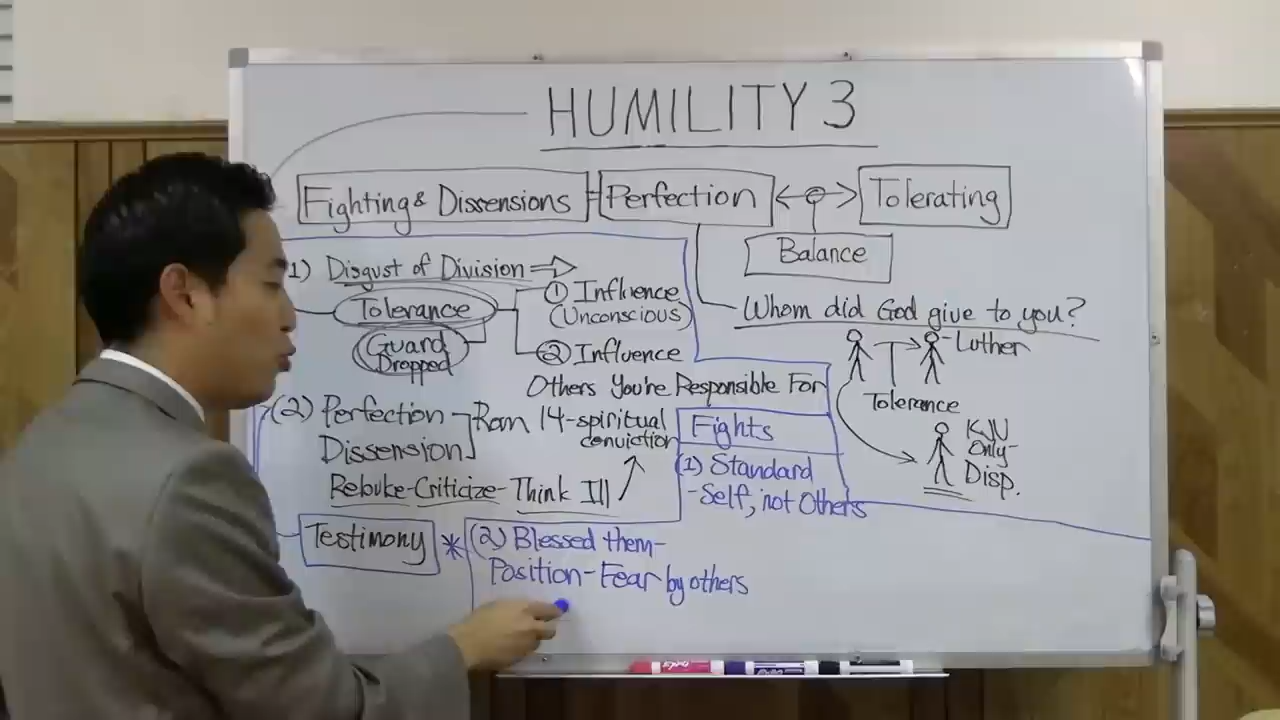 HUMILITY 3
Fighting & Dissensions
Perfection
Tolerating
Balance
1) Disgust of Division
Tolerance
Guard
Dropped
① Influence
(Unconscious)
② Influence
Others You're Responsible For
Whom did God give to you?
Luther
Tolerance
KJV
Only-
Disp.
(2) Perfection
Dissension
Rom 14-spiritual
conviction
Rebuke-Criticize-Think Ill
Fights
(1) Standard
-Self, not Others
Testimony
* (2) Blessed them-
Position-Fear by others